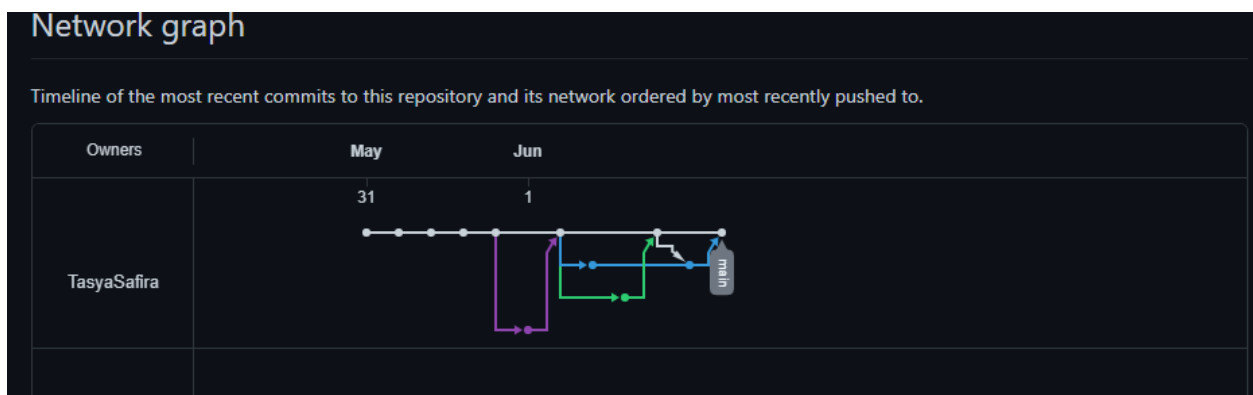 Network graph
Timeline of the most recent commits to this repository and its network ordered by most recently pushed to.
Owners May Jun
31 1
TasyaSafira
main